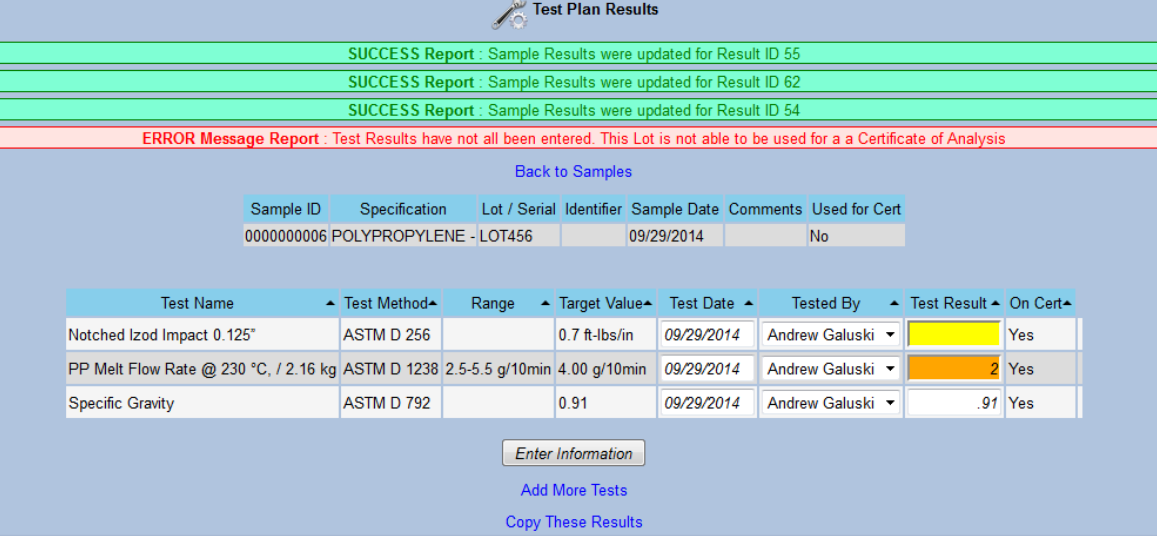 Test Plan Results
SUCCESS Report : Sample Results were updated for Result ID 55
SUCCESS Report : Sample Results were updated for Result ID 62
SUCCESS Report : Sample Results were updated for Result ID 54
ERROR Message Report : Test Results have not all been entered. This Lot is not able to be used for a a Certificate of Analysis
Back to Samples
Sample ID Specification Lot / Serial Identifier Sample Date Comments Used for Cert
0000000006 POLYPROPYLENE - LOT456 09/29/2014 No
Test Name Test Method Range Target Value Test Date Tested By Test Result On Cert
Notched Izod Impact 0.125” ASTM D 256 0.7 ft-lbs/in 09/29/2014 Andrew Galuski Yes
PP Melt Flow Rate @ 230 °C, / 2.16 kg ASTM D 1238 2.5-5.5 g/10min 4.00 g/10min 09/29/2014 Andrew Galuski 2 Yes
Specific Gravity ASTM D 792 0.91 09/29/2014 Andrew Galuski .91 Yes
Enter Information
Add More Tests
Copy These Results